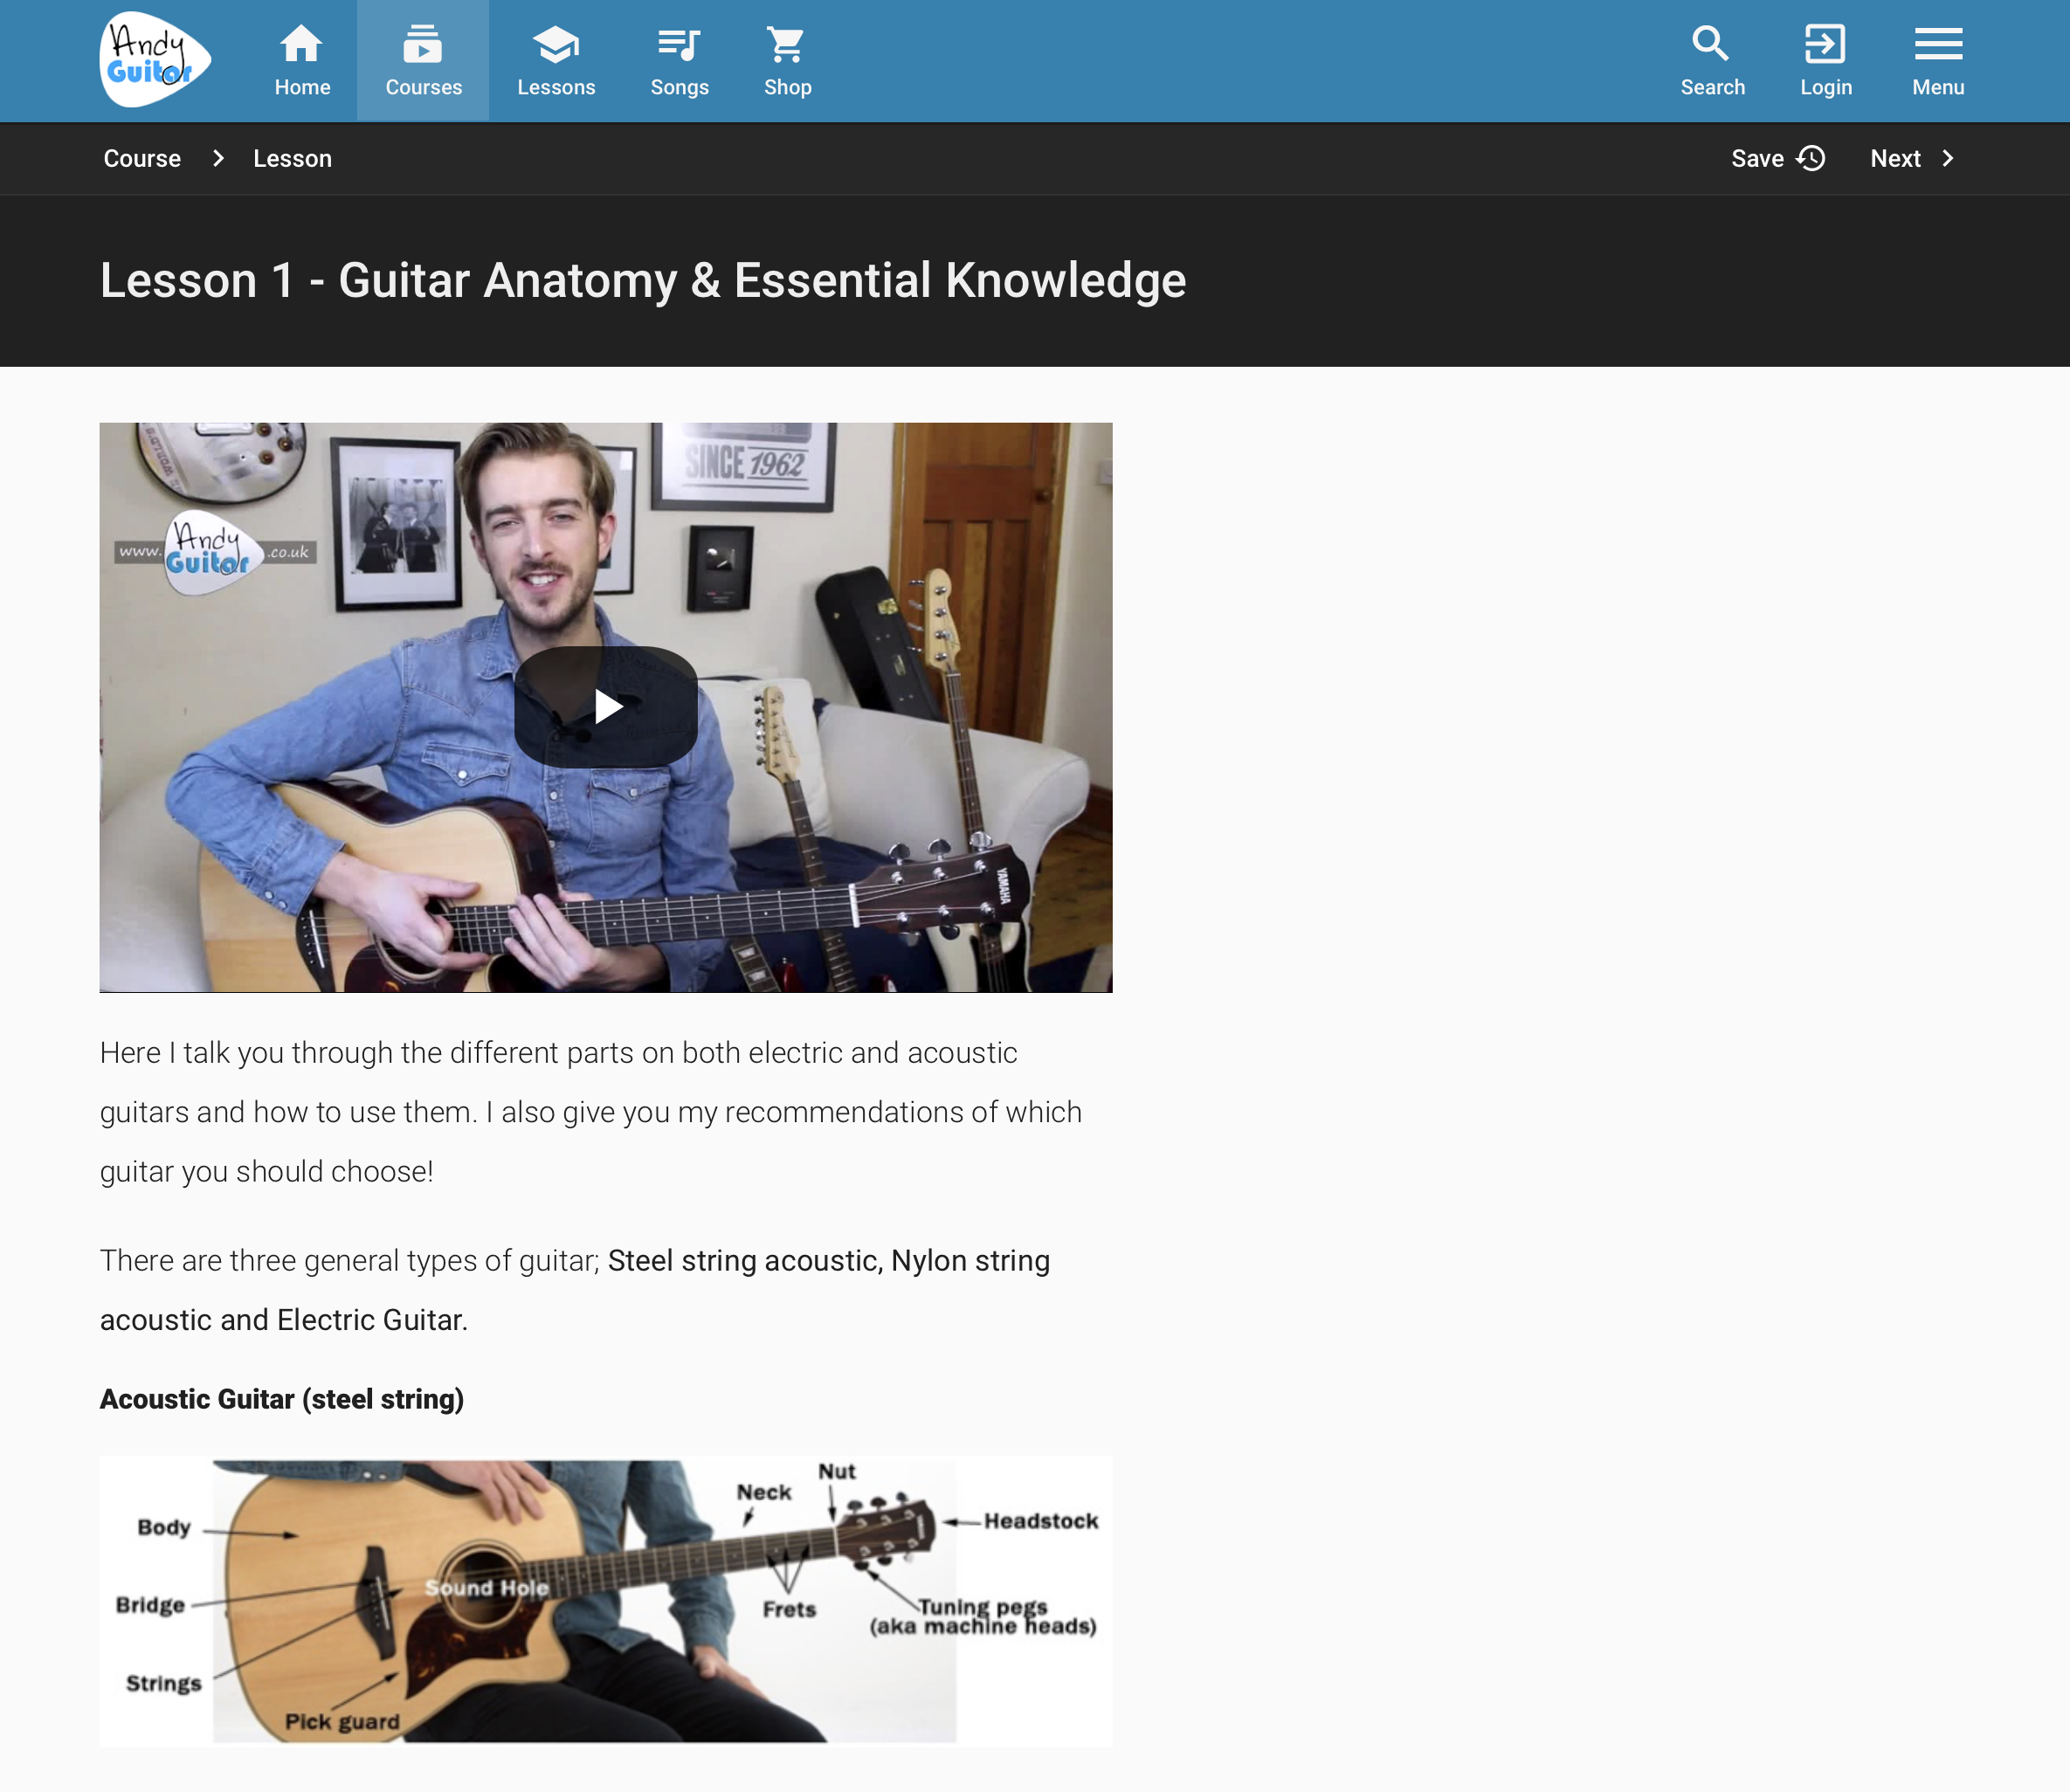 Andy
Guitar
Home
Courses
Lessons
Songs
Shop
Search
Login
Menu
Course
Lesson
Save
Next
Lesson 1 - Guitar Anatomy & Essential Knowledge
SINCE 1962
www.
Andy
Guitar
.co.uk
YAMAHA
Here I talk you through the different parts on both electric and acoustic
guitars and how to use them. I also give you my recommendations of which
guitar you should choose!
There are three general types of guitar; Steel string acoustic, Nylon string
acoustic and Electric Guitar.
Acoustic Guitar (steel string)
Nut
Neck
Body
Headstock
Sound Hole
Bridge
Frets
Tuning pegs
(aka machine heads)
Strings
Pick guard